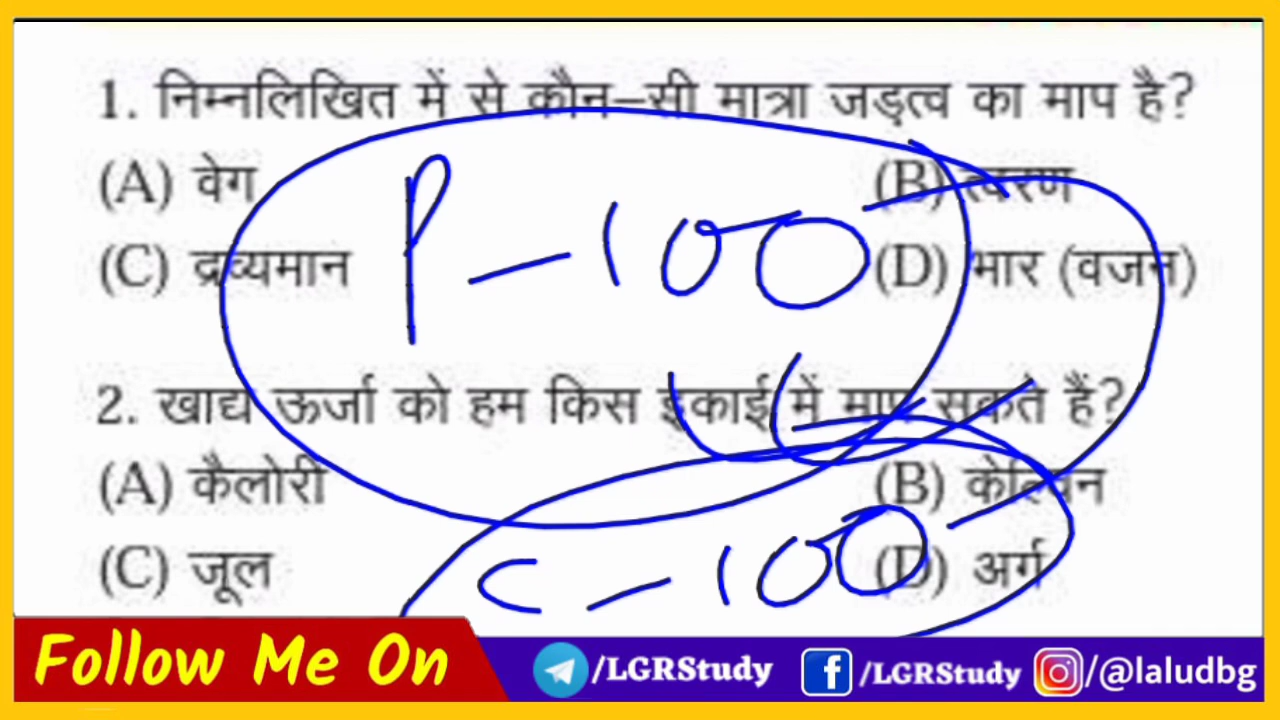 1. निम्नलिखित में से कौन–सी मात्रा जड़त्व का माप है?
(A) वेग (B) त्वरण
(C) द्रव्यमान (D) भार (वजन)
P - 100
2. खाद्य ऊर्जा को हम किस इकाई में माप सकते हैं?
(A) कैलोरी (B) केल्विन
(C) जूल (D) अर्ग
C - 100
Follow Me On /LGRStudy /LGRStudy /@laludbg